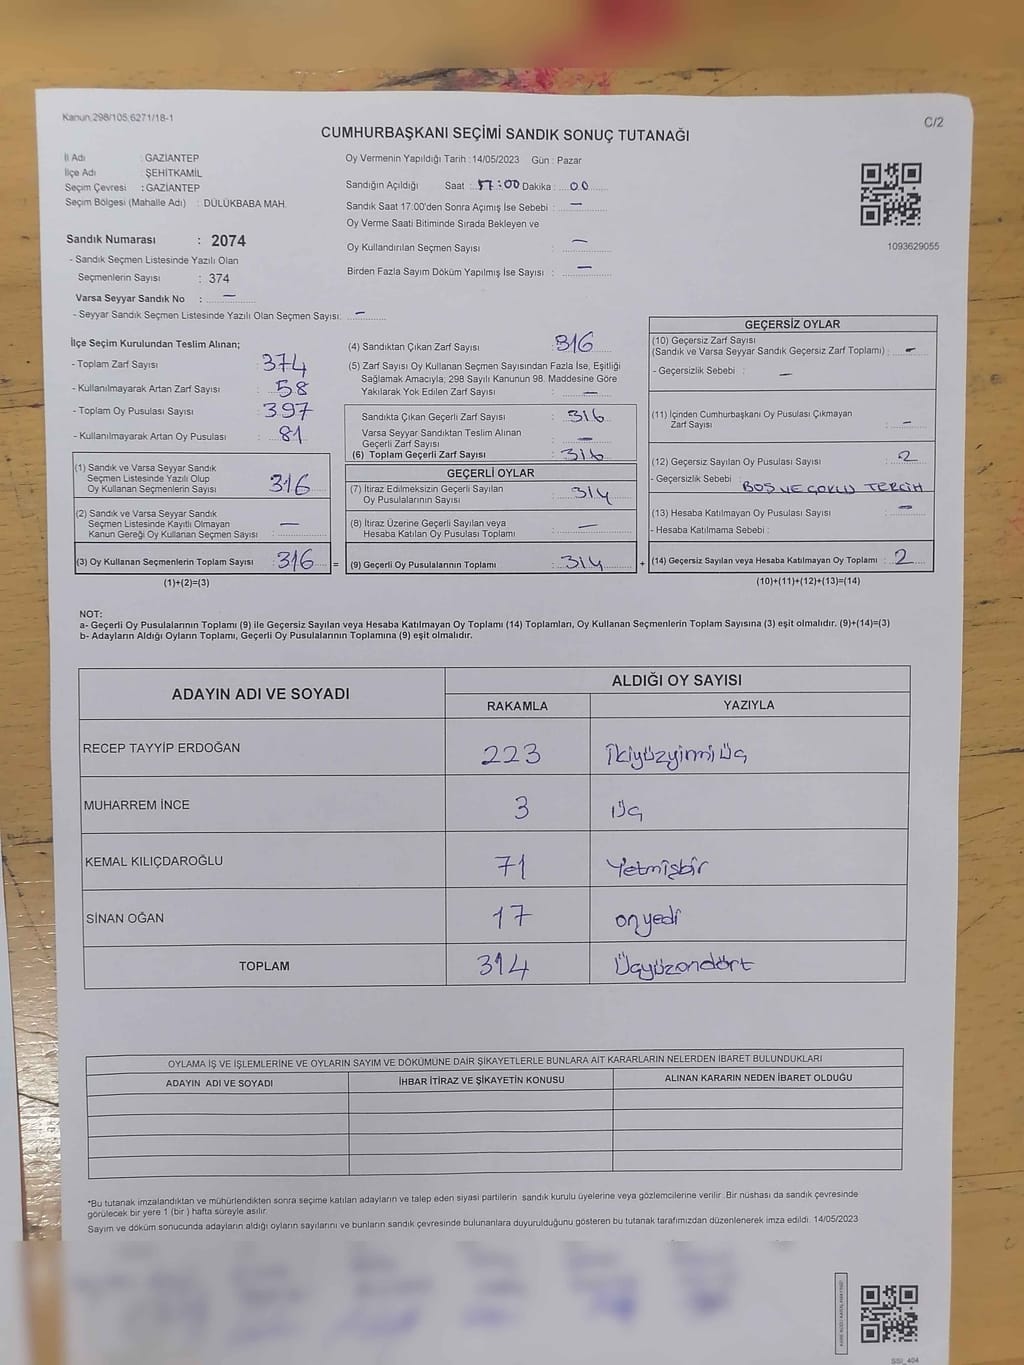 Kanun,298/105,6271/18-1
C/2
CUMHURBAŞKANI SEÇİMİ SANDIK SONUÇ TUTANAĞI
İl Adı : GAZİANTEP
İlçe Adı : ŞEHİTKAMİL
Seçim Çevresi : GAZİANTEP
Seçim Bölgesi (Mahalle Adı) : DÜLÜKBABA MAH.
Sandık Numarası : 2074
- Sandık Seçmen Listesinde Yazılı Olan
Seçmenlerin Sayısı : 374
Varsa Seyyar Sandık No : —
- Seyyar Sandık Seçmen Listesinde Yazılı Olan Seçmen Sayısı: —
Oy Vermenin Yapıldığı Tarih : 14/05/2023 Gün : Pazar
Sandığın Açıldığı Saat : 17:00 Dakika : 00
Sandık Saat 17:00'den Sonra Açımış İse Sebebi : —
Oy Verme Saati Bitiminde Sırada Bekleyen ve
Oy Kullandırılan Seçmen Sayısı : —
Birden Fazla Sayım Döküm Yapılmış İse Sayısı : —
1093629055
İlçe Seçim Kurulundan Teslim Alınan;
- Toplam Zarf Sayısı : 374
- Kullanılmayarak Artan Zarf Sayısı : 58
- Toplam Oy Pusulası Sayısı : 397
- Kullanılmayarak Artan Oy Pusulası : 81
(1) Sandık ve Varsa Seyyar Sandık
Seçmen Listesinde Yazılı Olup
Oy Kullanan Seçmenlerin Sayısı : 316
(2) Sandık ve Varsa Seyyar Sandık
Seçmen Listesinde Kayıtlı Olmayan
Kanun Gereği Oy Kullanan Seçmen Sayısı : —
(3) Oy Kullanan Seçmenlerin Toplam Sayısı : 316 =
(1)+(2)=(3)
(4) Sandıktan Çıkan Zarf Sayısı : 316
(5) Zarf Sayısı Oy Kullanan Seçmen Sayısından Fazla İse, Eşitliği
Sağlamak Amacıyla; 298 Sayılı Kanunun 98. Maddesine Göre
Yakılarak Yok Edilen Zarf Sayısı : —
Sandıkta Çıkan Geçerli Zarf Sayısı : 316
Varsa Seyyar Sandıktan Teslim Alınan
Geçerli Zarf Sayısı : —
(6) Toplam Geçerli Zarf Sayısı : 316
GEÇERLİ OYLAR
(7) İtiraz Edilmeksizin Geçerli Sayılan
Oy Pusulalarının Sayısı : 314
(8) İtiraz Üzerine Geçerli Sayılan veya
Hesaba Katılan Oy Pusulası Toplamı : —
(9) Geçerli Oy Pusulalarının Toplamı : 314 +
GEÇERSİZ OYLAR
(10) Geçersiz Zarf Sayısı
(Sandık ve Varsa Seyyar Sandık Geçersiz Zarf Toplamı) : —
- Geçersizlik Sebebi : —
(11) İçinden Cumhurbaşkanı Oy Pusulası Çıkmayan
Zarf Sayısı : —
(12) Geçersiz Sayılan Oy Pusulası Sayısı : 2
- Geçersizlik Sebebi : BOŞ VE ÇOKLU TERCİH
(13) Hesaba Katılmayan Oy Pusulası Sayısı : —
- Hesaba Katılmama Sebebi :
(14) Geçersiz Sayılan veya Hesaba Katılmayan Oy Toplamı : 2
(10)+(11)+(12)+(13)=(14)
NOT:
a- Geçerli Oy Pusulalarının Toplamı (9) ile Geçersiz Sayılan veya Hesaba Katılmayan Oy Toplamı (14) Toplamları, Oy Kullanan Seçmenlerin Toplam Sayısına (3) eşit olmalıdır. (9)+(14)=(3)
b- Adayların Aldığı Oyların Toplamı, Geçerli Oy Pusulalarının Toplamına (9) eşit olmalıdır.
ADAYIN ADI VE SOYADI ALDIĞI OY SAYISI
RAKAMLA YAZIYLA
RECEP TAYYİP ERDOĞAN 223 İkiyüzyirmi üç
MUHARREM İNCE 3 üç
KEMAL KILIÇDAROĞLU 71 Yetmişbir
SİNAN OĞAN 17 onyedi
TOPLAM 314 Üçyüzondört
OYLAMA İŞ VE İŞLEMLERİNE VE OYLARIN SAYIM VE DÖKÜMÜNE DAİR ŞİKAYETLERLE BUNLARA AİT KARARLARIN NELERDEN İBARET BULUNDUKLARI
ADAYIN ADI VE SOYADI İHBAR İTİRAZ VE ŞİKAYETİN KONUSU ALINAN KARARIN NEDEN İBARET OLDUĞU
*Bu tutanak imzalandıktan ve mühürlendikten sonra seçime katılan adayların ve talep eden siyasi partilerin sandık kurulu üyelerine veya gözlemcilerine verilir. Bir nüshası da sandık çevresinde
görülecek bir yere 1 (bir ) hafta süreyle asılır.
Sayım ve döküm sonucunda adayların aldığı oyların sayılarını ve bunların sandık çevresinde bulunanlara duyurulduğunu gösteren bu tutanak tarafımızdan düzenlenerek imza edildi. 14/05/2023
SSI_404